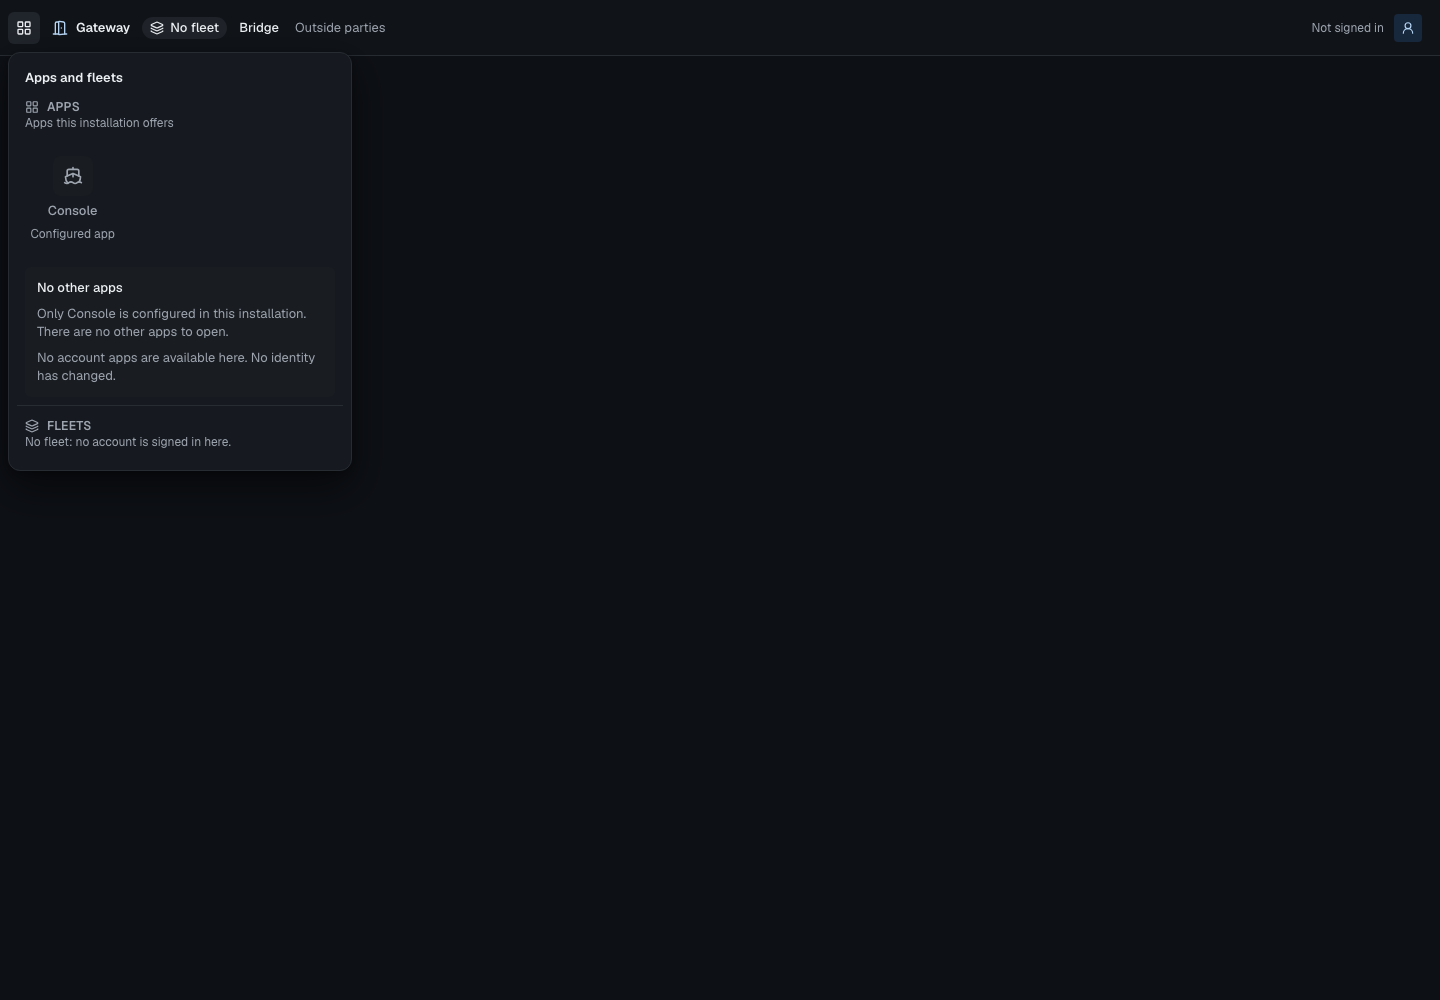 Gateway
No fleet
Bridge
Outside parties
Not signed in
Apps and fleets
APPS
Apps this installation offers
Console
Configured app
No other apps
Only Console is configured in this installation.
There are no other apps to open.
No account apps are available here. No identity
has changed.
FLEETS
No fleet: no account is signed in here.